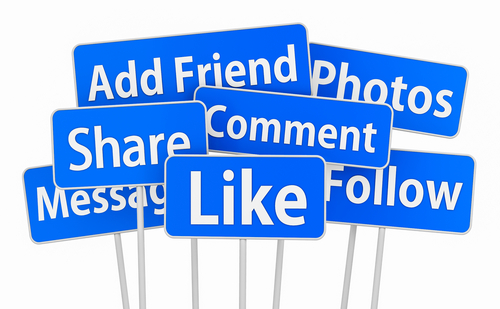 Add Friend
Photos
Share
Comment
Messag
Like
Follow